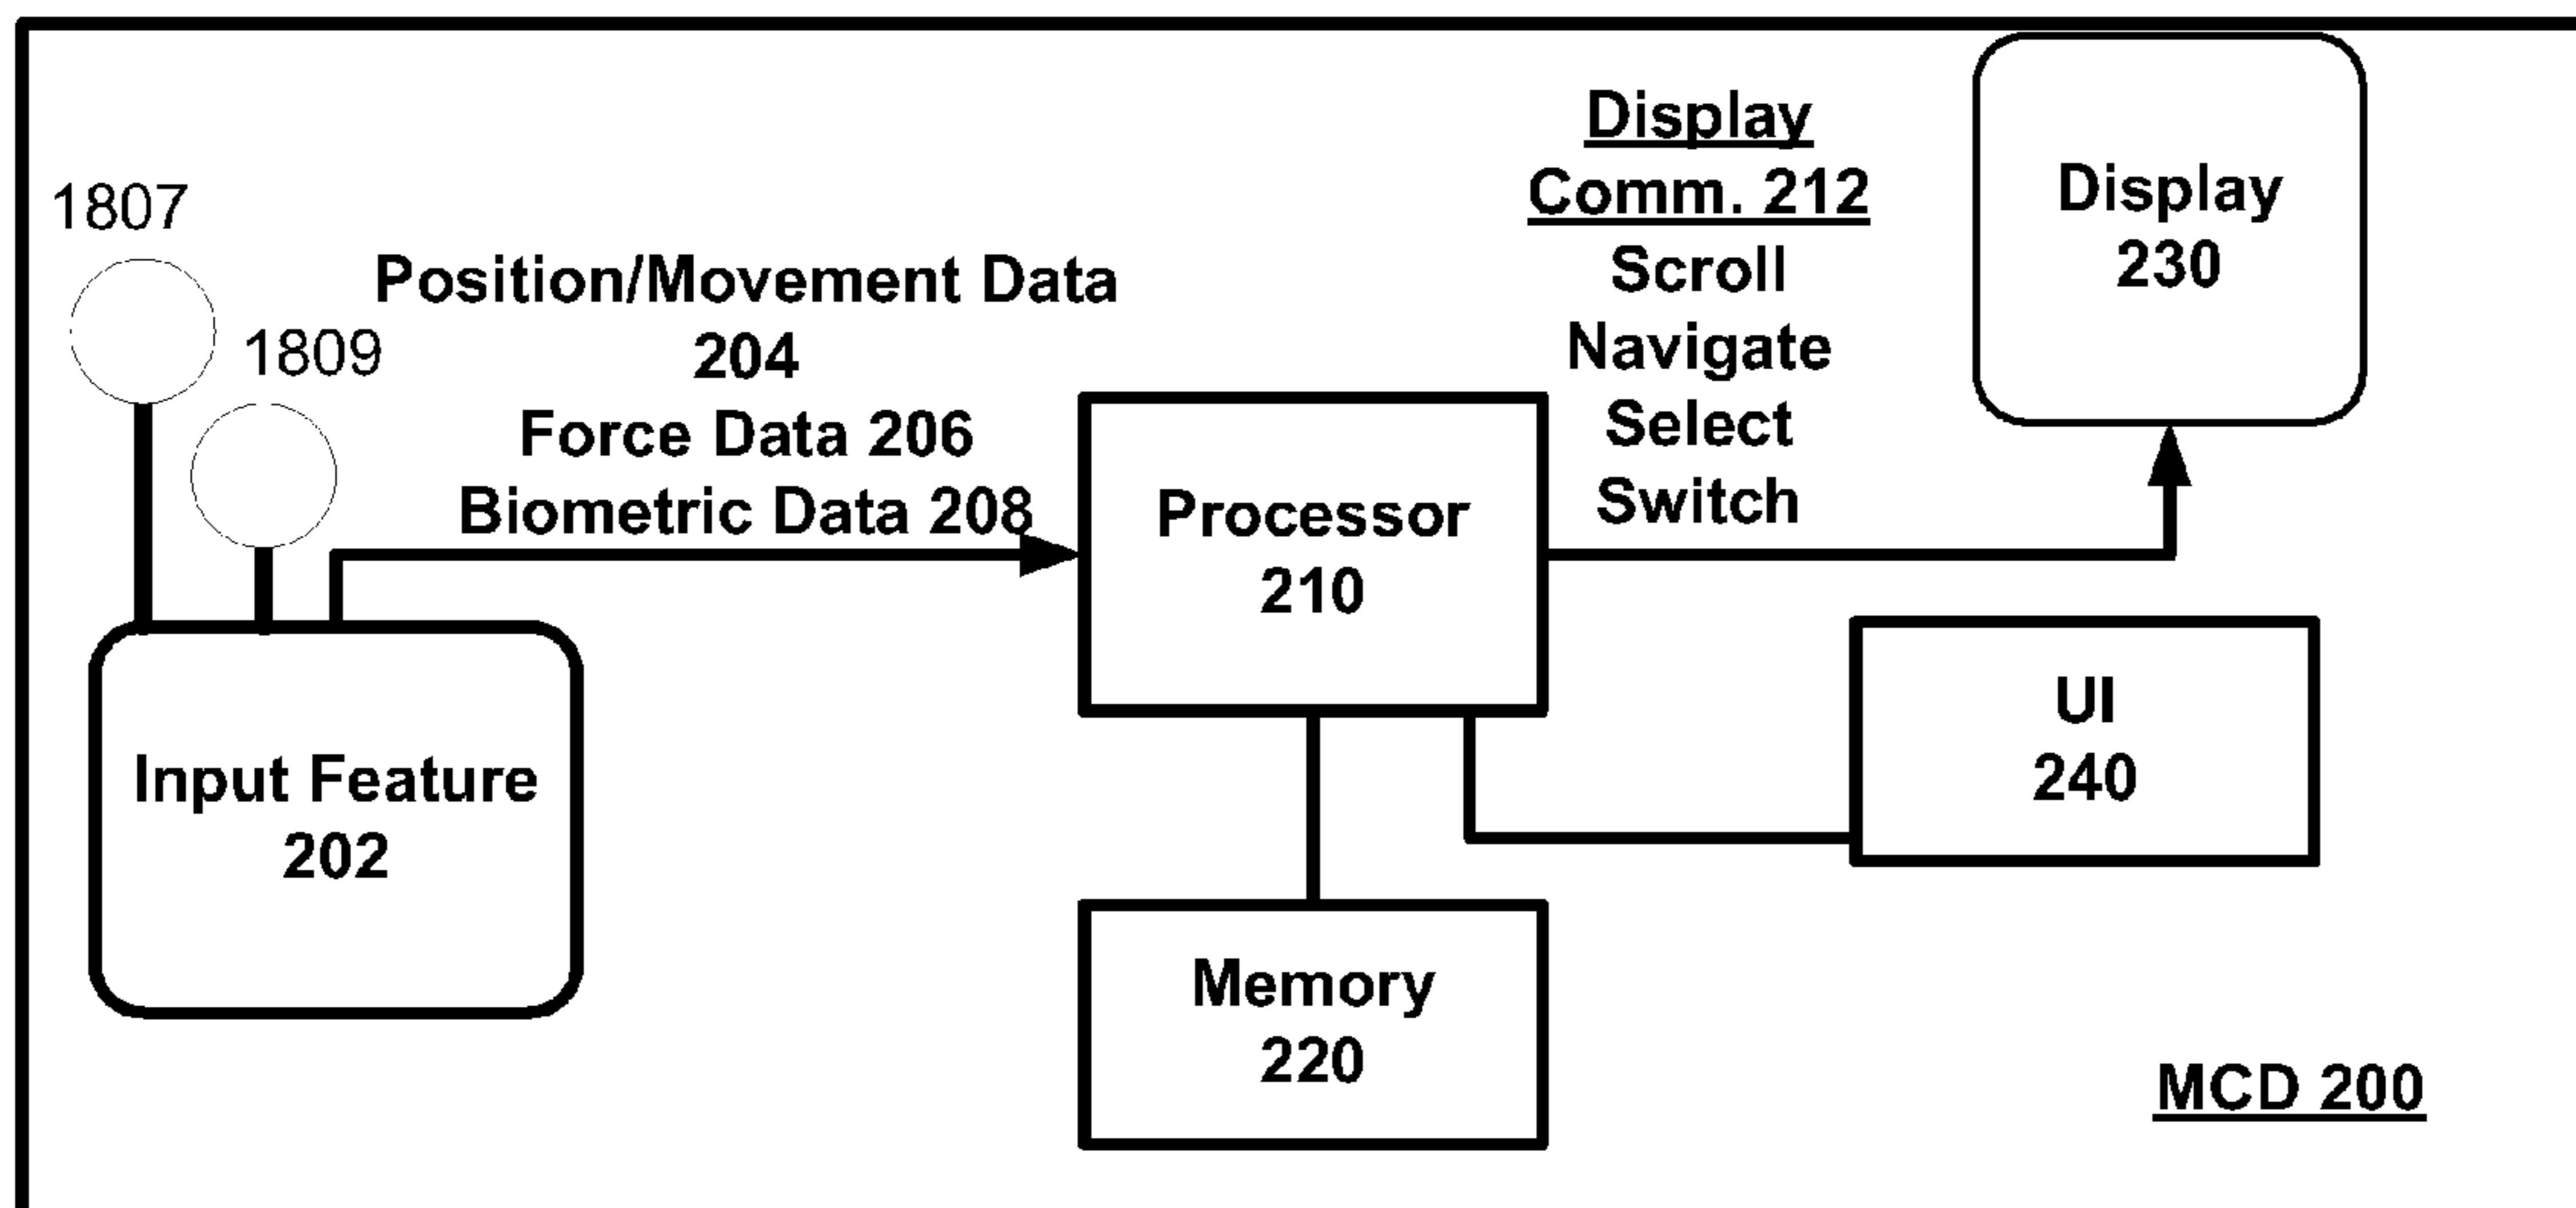 1807
1809
Position/Movement Data
204
Force Data 206
Biometric Data 208
Display
Comm. 212
Scroll
Navigate
Select
Switch
Display
230
Processor
210
UI
240
Input Feature
202
Memory
220
MCD 200